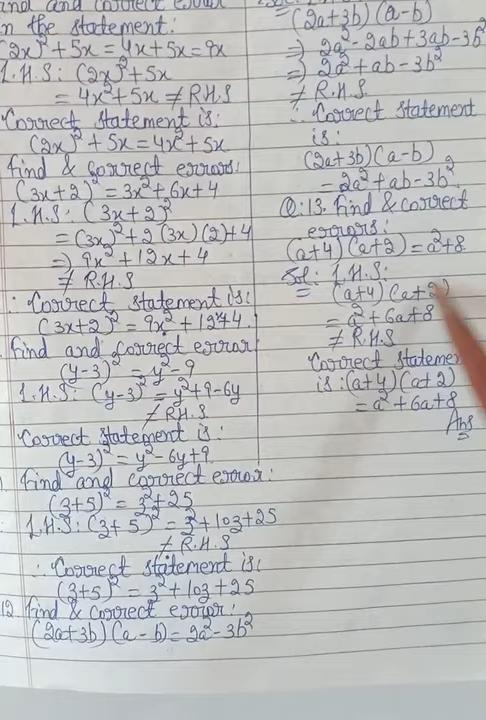 and and correct error
n the statement:
(2x)² + 5x = 4x + 5x = 9x
L.H.S: (2x)² + 5x
= 4x² + 5x ≠ R.H.S
Correct statement is:
(2x)² + 5x = 4x² + 5x
Find & correct errors:
(3x+2)² = 3x² + 6x + 4
L.H.S: (3x+2)²
= (3x)² + 2(3x)(2) + 4
⇒ 9x² + 12x + 4
≠ R.H.S
∴ Correct statement is:
(3x+2)² = 9x² + 12+4.
Find and correct error
(y-3)² = y² - 9
L.H.S: (y-3)² = y² + 9 - 6y
≠ R.H.S
Correct statement is:
(y-3)² = y² - 6y + 9
Find and correct error:
(z+5)² = z² + 25
L.H.S: (z+5)² = z² + 10z + 25
≠ R.H.S
∴ Correct statement is:
(z+5)² = z² + 10z + 25
12. Find & correct error:
(2a+3b)(a-b) = 2a² - 3b²
= (2a+3b)(a-b)
⇒ 2a² - 2ab + 3ab - 3b²
⇒ 2a² + ab - 3b²
≠ R.H.S.
∴ Correct statement
is:
(2a+3b)(a-b)
= 2a² + ab - 3b².
Q:13. Find & correct
errors:
(a+4)(a+2) = a² + 8.
Sol: L.H.S:
= (a+4)(a+2)
= a² + 6a + 8
≠ R.H.S
Correct stateme
is: (a+4)(a+2)
= a² + 6a + 8
Ans